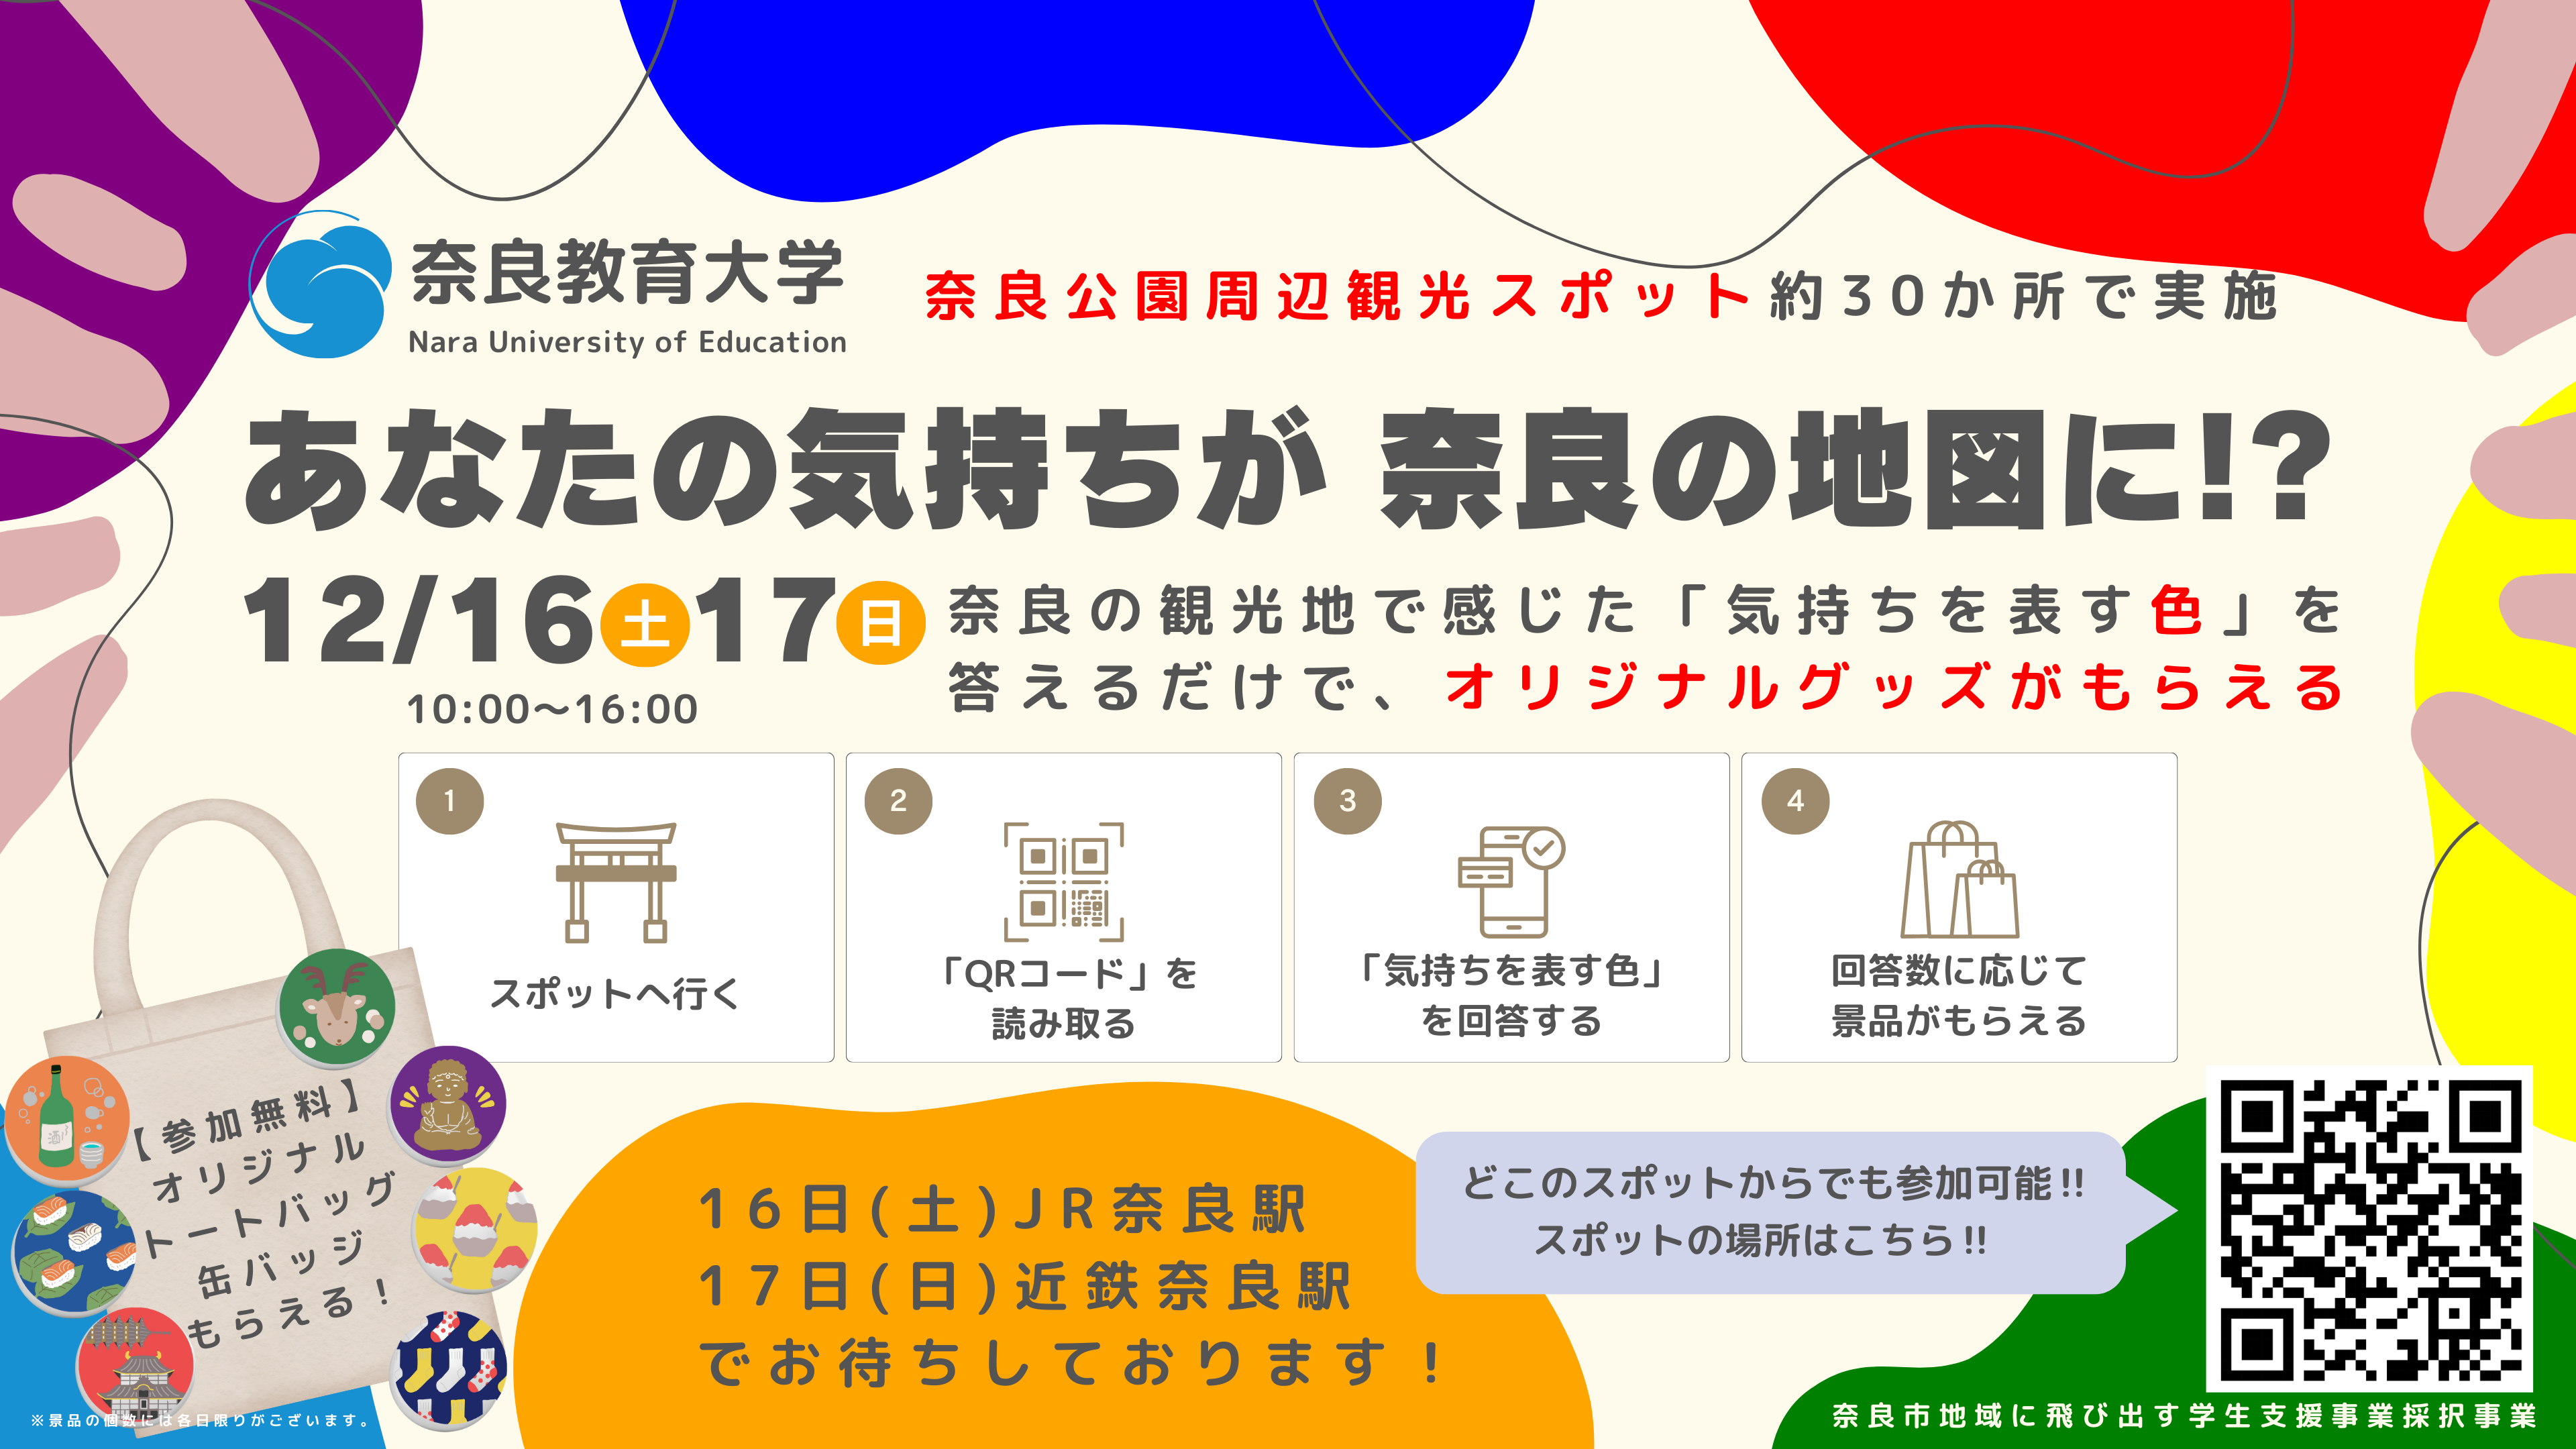 奈良教育大学
Nara University of Education
奈良公園周辺観光スポット約30か所で実施
あなたの気持ちが 奈良の地図に!?
12/16土17日
10:00〜16:00
奈良の観光地で感じた「気持ちを表す色」を
答えるだけで、オリジナルグッズがもらえる
1
スポットへ行く
2
「QRコード」を
読み取る
3
「気持ちを表す色」
を回答する
4
回答数に応じて
景品がもらえる
【参加無料】
オリジナル
トートバッグ
缶バッジ
もらえる!
酒
※景品の個数には各日限りがございます。
16日(土)JR奈良駅
17日(日)近鉄奈良駅
でお待ちしております!
どこのスポットからでも参加可能!!
スポットの場所はこちら!!
奈良市地域に飛び出す学生支援事業採択事業